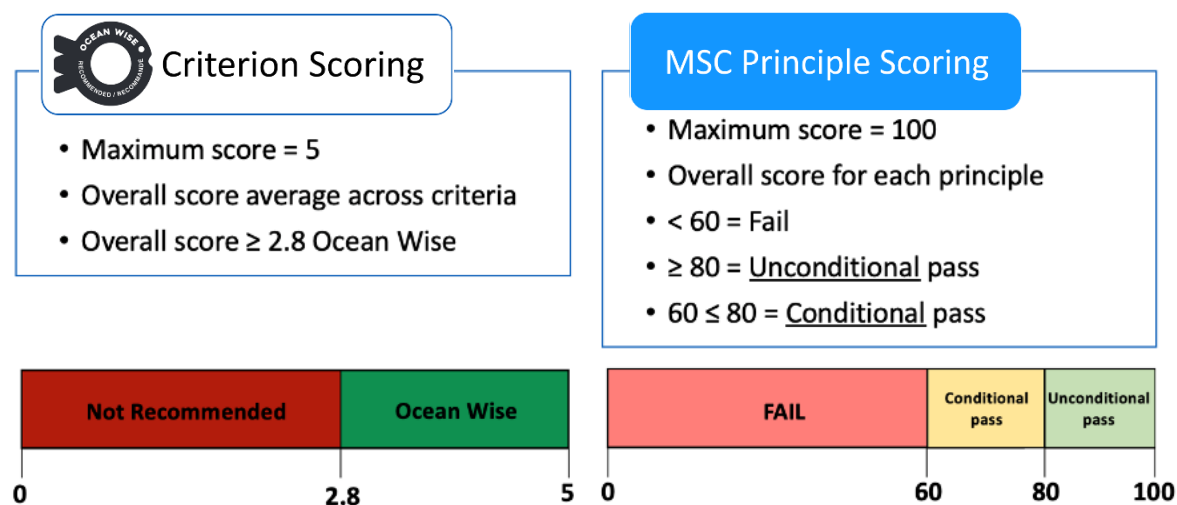 OCEAN WISE
RECOMMENDED / RECOMMANDÉ
Criterion Scoring
• Maximum score = 5
• Overall score average across criteria
• Overall score ≥ 2.8 Ocean Wise
Not Recommended
Ocean Wise
0
2.8
5
MSC Principle Scoring
• Maximum score = 100
• Overall score for each principle
• < 60 = Fail
• ≥ 80 = Unconditional pass
• 60 ≤ 80 = Conditional pass
FAIL
Conditional
pass
Unconditional
pass
0
60
80
100